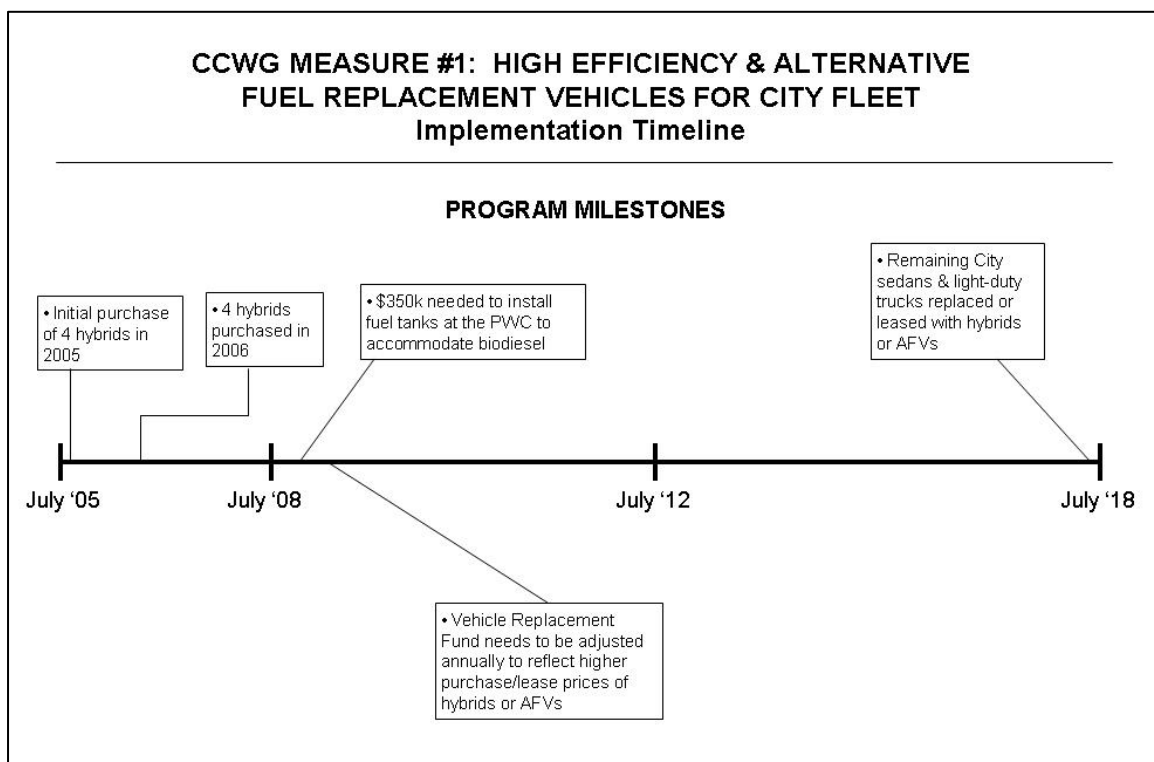 CCWG MEASURE #1: HIGH EFFICIENCY & ALTERNATIVE
FUEL REPLACEMENT VEHICLES FOR CITY FLEET
Implementation Timeline
PROGRAM MILESTONES
• Initial purchase
of 4 hybrids in
2005
• 4 hybrids
purchased in
2006
• $350k needed to install
fuel tanks at the PWC to
accommodate biodiesel
• Remaining City
sedans & light-duty
trucks replaced or
leased with hybrids
or AFVs
July ‘05
July ‘08
July ‘12
July ‘18
• Vehicle Replacement
Fund needs to be adjusted
annually to reflect higher
purchase/lease prices of
hybrids or AFVs